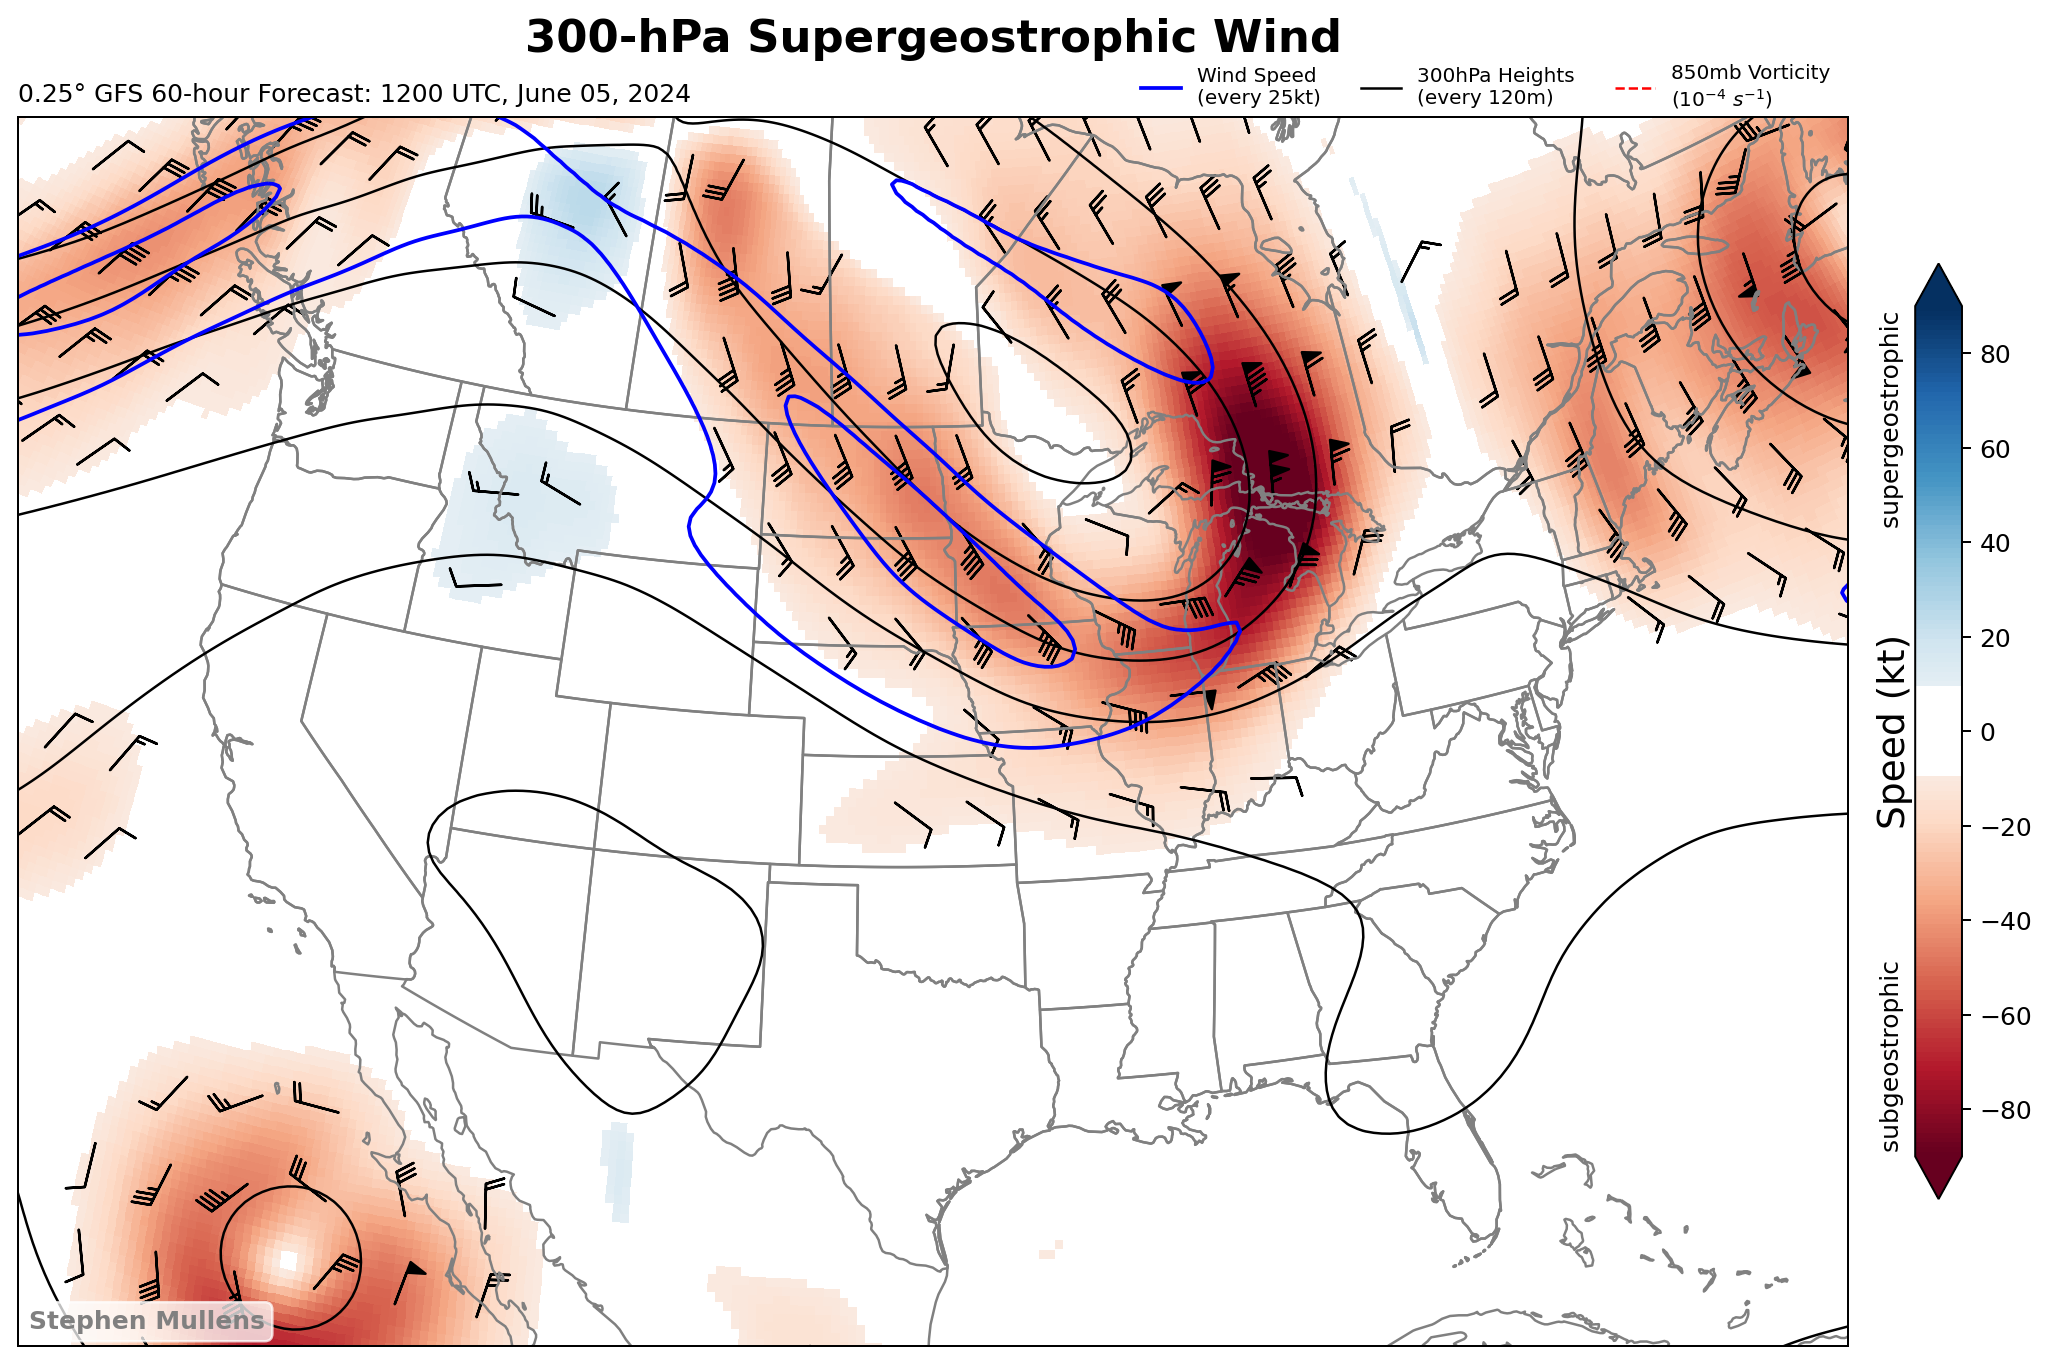 300-hPa Supergeostrophic Wind
0.25° GFS 60-hour Forecast: 1200 UTC, June 05, 2024
Wind Speed
(every 25kt)
300hPa Heights
(every 120m)
850mb Vorticity
(10⁻⁴ s⁻¹)
supergeostrophic
Speed (kt)
subgeostrophic
80
60
40
20
0
−20
−40
−60
−80
Stephen Mullens